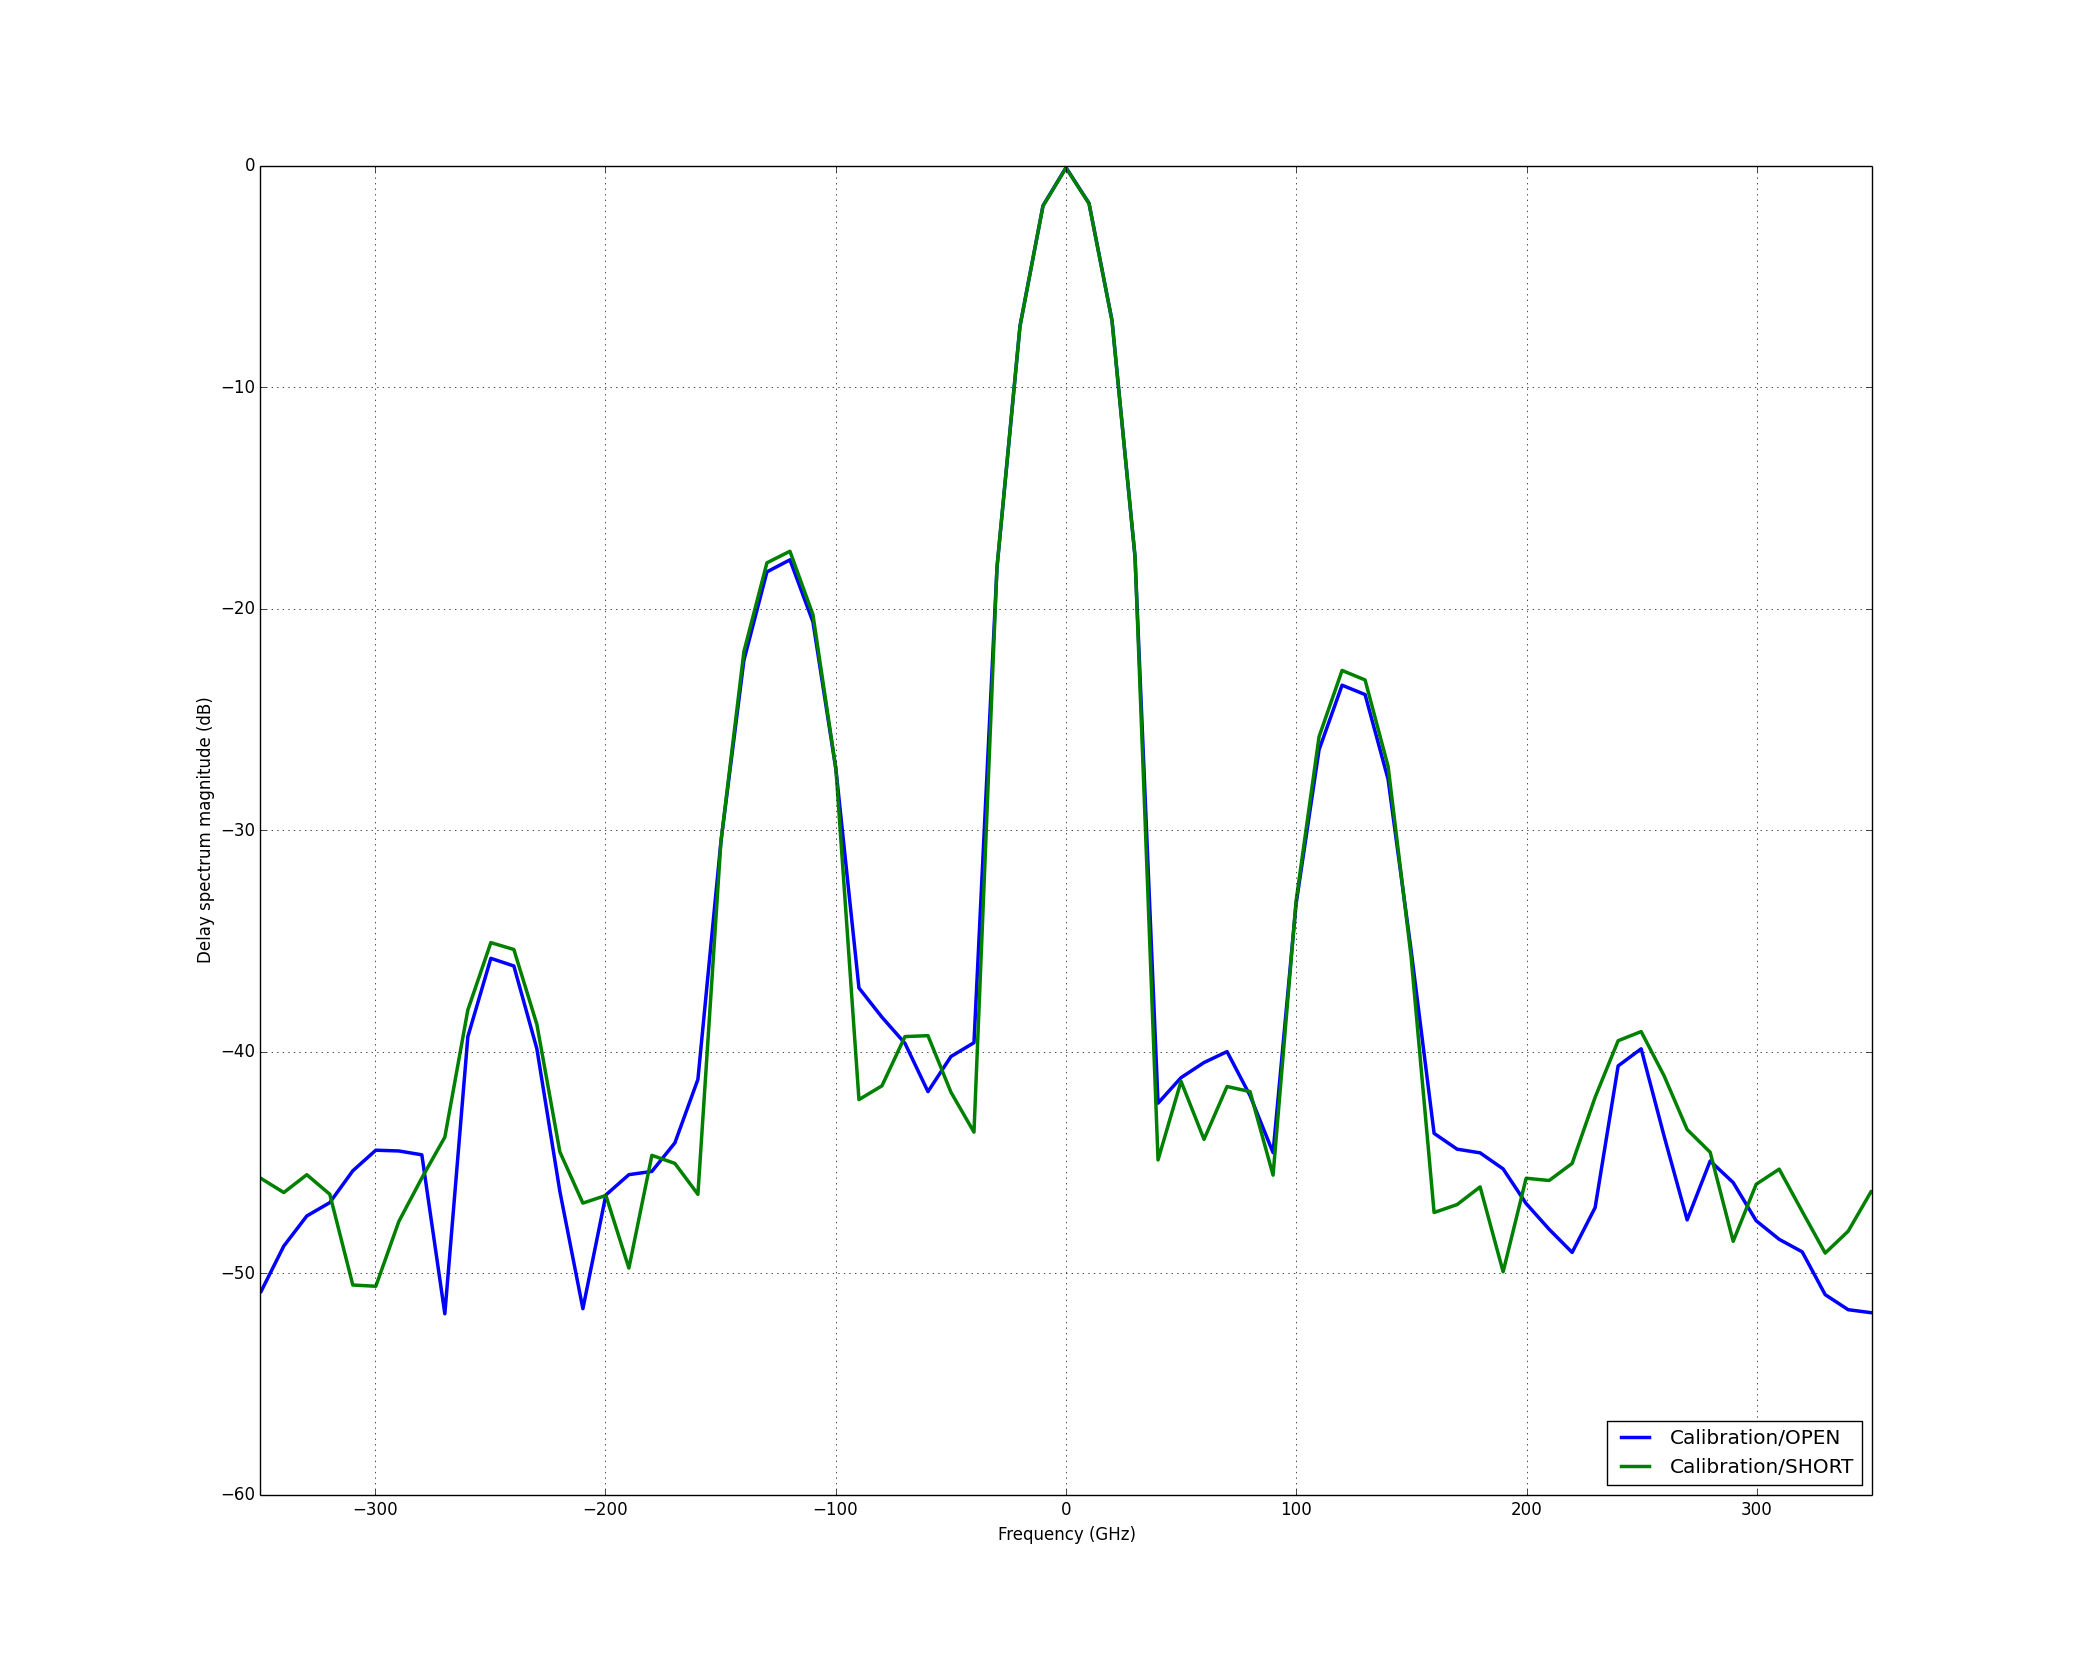 0
−10
−20
−30
−40
−50
−60
Delay spectrum magnitude (dB)
−300 −200 −100 0 100 200 300
Frequency (GHz)
Calibration/OPEN
Calibration/SHORT